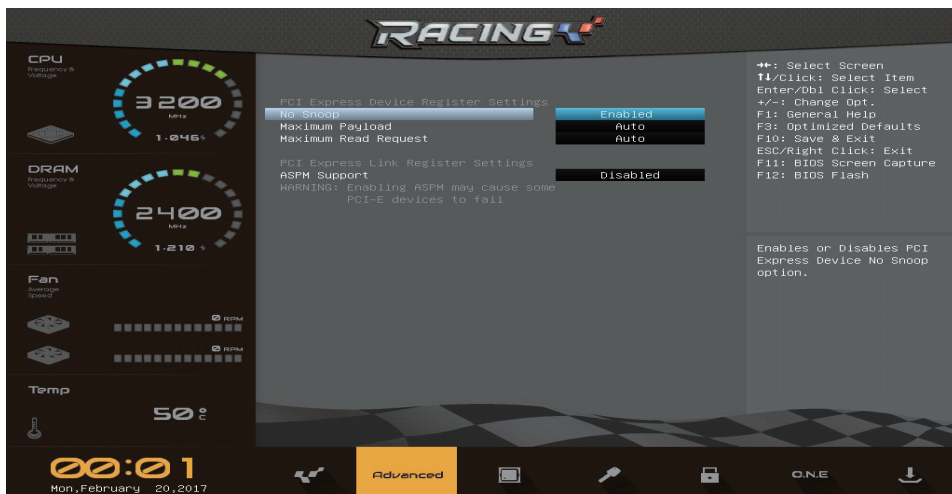 RACING
CPU
Frequency &
Voltage
3200
MHz
1.046 V
DRAM
Frequency &
Voltage
2400
MHz
1.210 V
Fan
Average
Speed
0 RPM
0 RPM
Temp
50 °C
00:01
Mon,February 20,2017
PCI Express Device Register Settings
No Snoop Enabled
Maximum Payload Auto
Maximum Read Request Auto
PCI Express Link Register Settings
ASPM Support Disabled
WARNING: Enabling ASPM may cause some
PCI-E devices to fail
→←: Select Screen
↑↓/Click: Select Item
Enter/Dbl Click: Select
+/-: Change Opt.
F1: General Help
F3: Optimized Defaults
F10: Save & Exit
ESC/Right Click: Exit
F11: BIOS Screen Capture
F12: BIOS Flash
Enables or Disables PCI
Express Device No Snoop
option.
Advanced
O.N.E